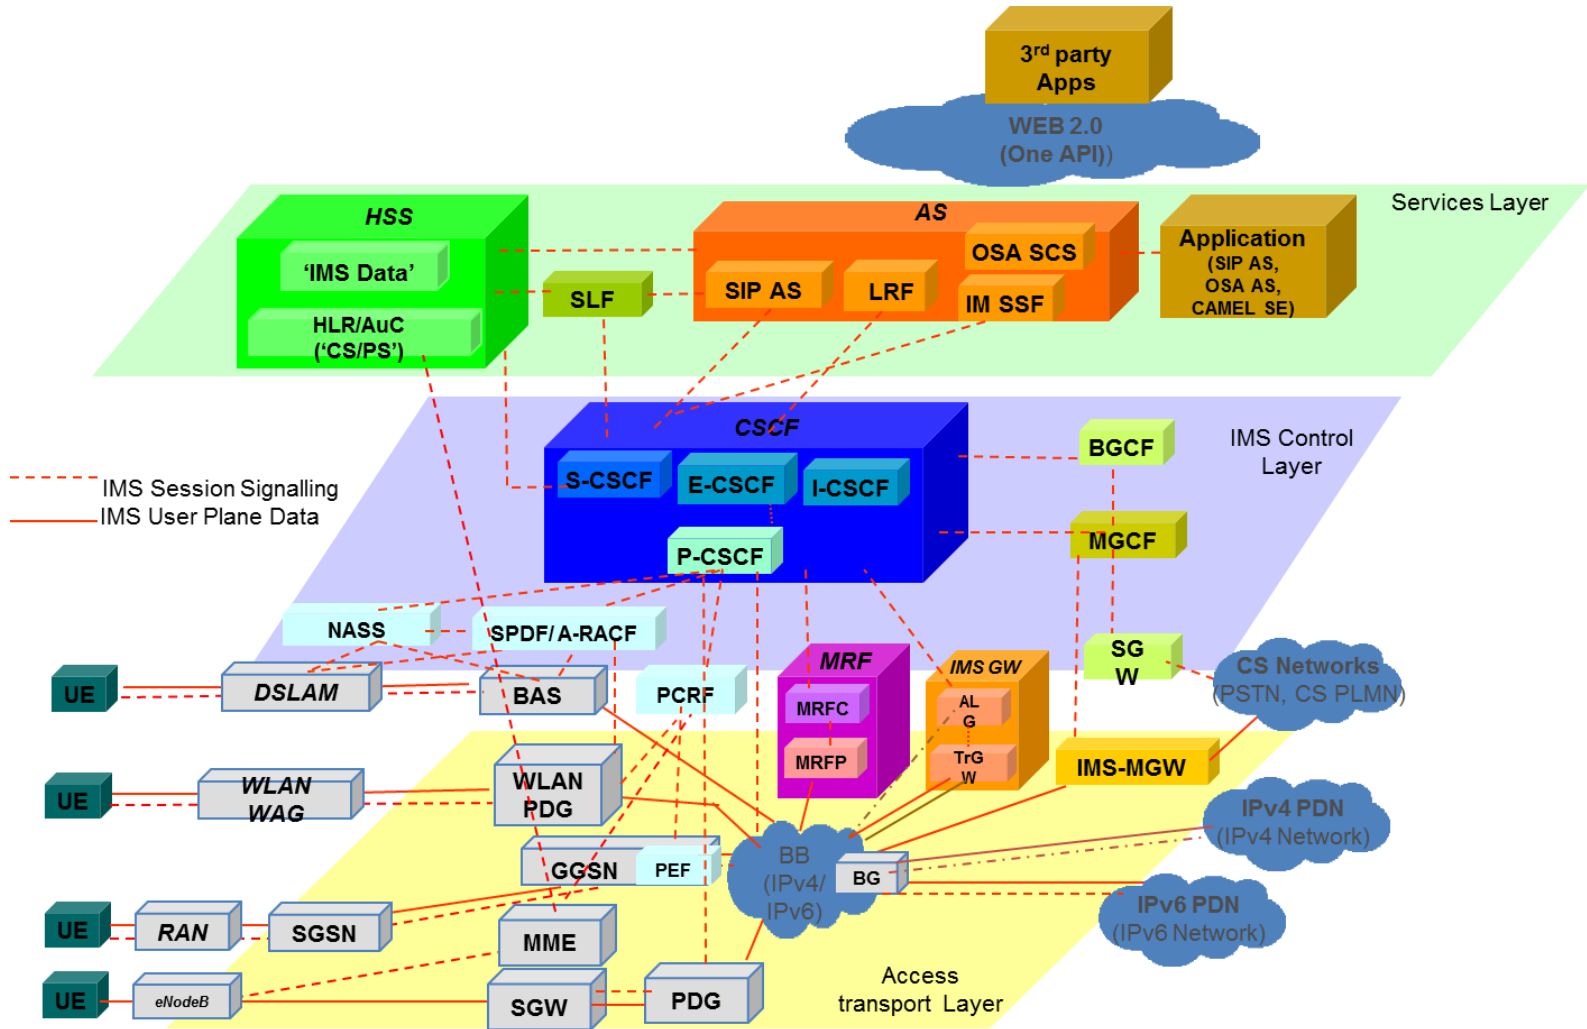 3rd party
Apps
WEB 2.0
(One API))
Services Layer
HSS
AS
'IMS Data'
OSA SCS
Application
(SIP AS,
OSA AS,
CAMEL SE)
SLF
SIP AS
LRF
IM SSF
HLR/AuC
('CS/PS')
CSCF
IMS Control
Layer
BGCF
S-CSCF
E-CSCF
I-CSCF
IMS Session Signalling
IMS User Plane Data
P-CSCF
MGCF
NASS
SPDF/ A-RACF
SG
W
MRF
IMS GW
CS Networks
(PSTN, CS PLMN)
UE
DSLAM
BAS
PCRF
MRFC
AL
G
MRFP
TrG
W
IMS-MGW
UE
WLAN
WAG
WLAN
PDG
IPv4 PDN
(IPv4 Network)
BB
(IPv4/
IPv6)
GGSN
PEF
BG
IPv6 PDN
(IPv6 Network)
UE
RAN
SGSN
MME
UE
eNodeB
SGW
PDG
Access
transport Layer